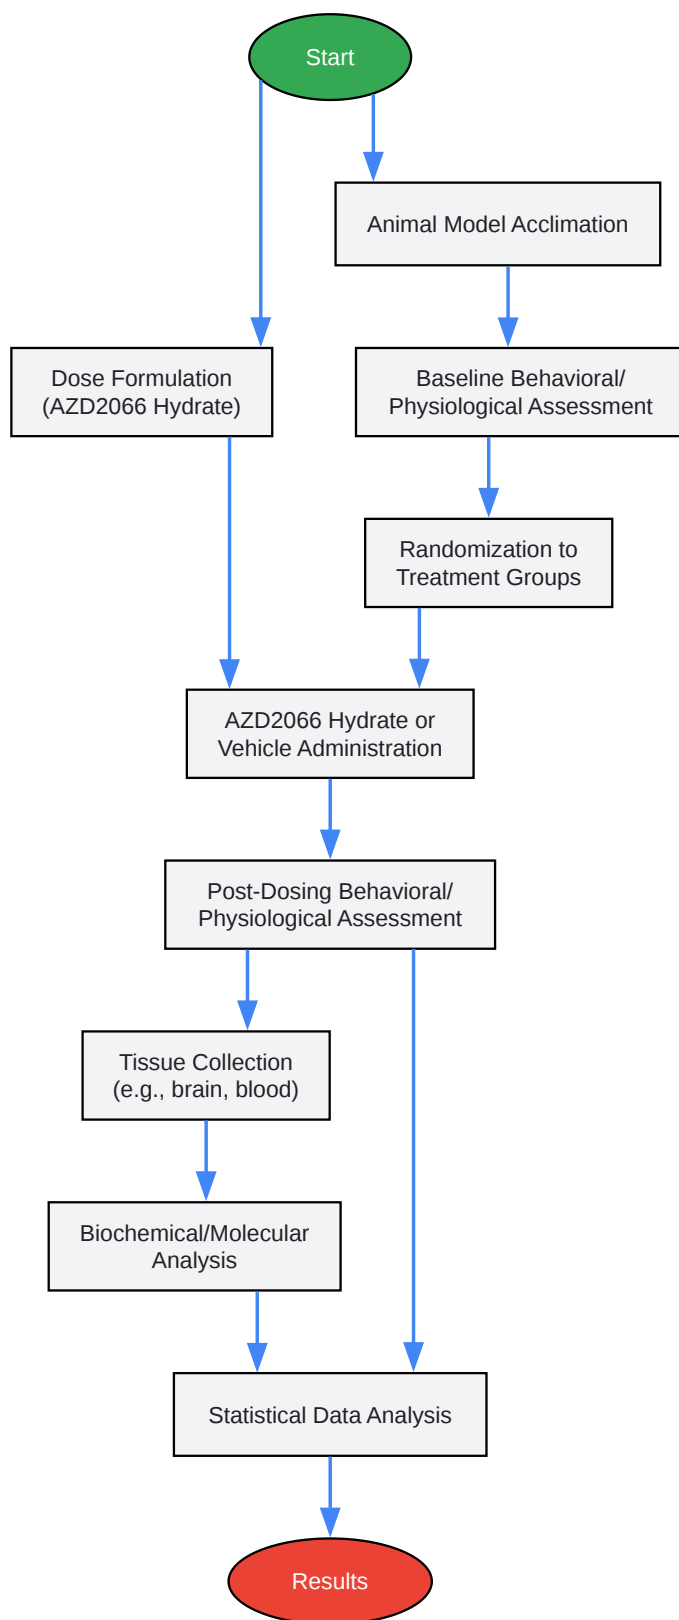 Start
Animal Model Acclimation
Dose Formulation
(AZD2066 Hydrate)
Baseline Behavioral/
Physiological Assessment
Randomization to
Treatment Groups
AZD2066 Hydrate or
Vehicle Administration
Post-Dosing Behavioral/
Physiological Assessment
Tissue Collection
(e.g., brain, blood)
Biochemical/Molecular
Analysis
Statistical Data Analysis
Results